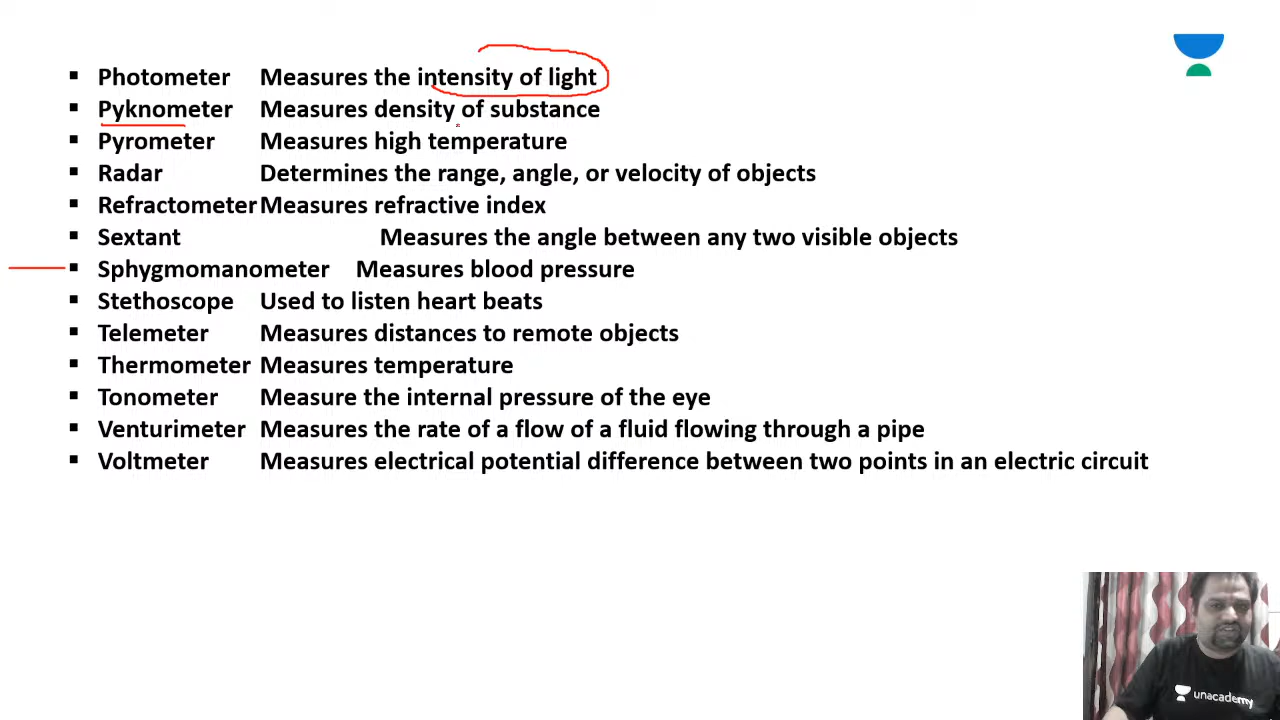 ▪ Photometer Measures the intensity of light
▪ Pyknometer Measures density of substance
▪ Pyrometer Measures high temperature
▪ Radar Determines the range, angle, or velocity of objects
▪ Refractometer Measures refractive index
▪ Sextant Measures the angle between any two visible objects
▪ Sphygmomanometer Measures blood pressure
▪ Stethoscope Used to listen heart beats
▪ Telemeter Measures distances to remote objects
▪ Thermometer Measures temperature
▪ Tonometer Measure the internal pressure of the eye
▪ Venturimeter Measures the rate of a flow of a fluid flowing through a pipe
▪ Voltmeter Measures electrical potential difference between two points in an electric circuit
unacademy